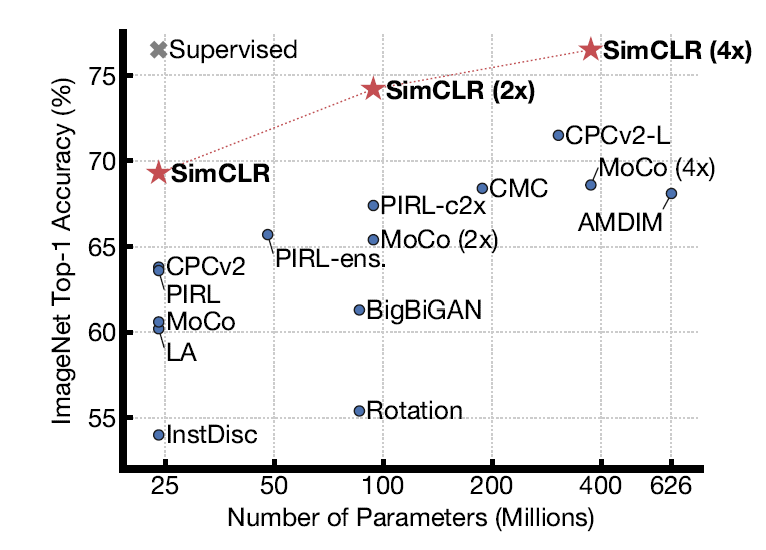 Supervised
SimCLR (4x)
75
SimCLR (2x)
CPCv2-L
70
SimCLR
MoCo (4x)
CMC
PIRL-c2x
AMDIM
65
MoCo (2x)
PIRL-ens.
CPCv2
PIRL
MoCo
BigBiGAN
60
LA
55
Rotation
InstDisc
25 50 100 200 400 626
Number of Parameters (Millions)
ImageNet Top-1 Accuracy (%)